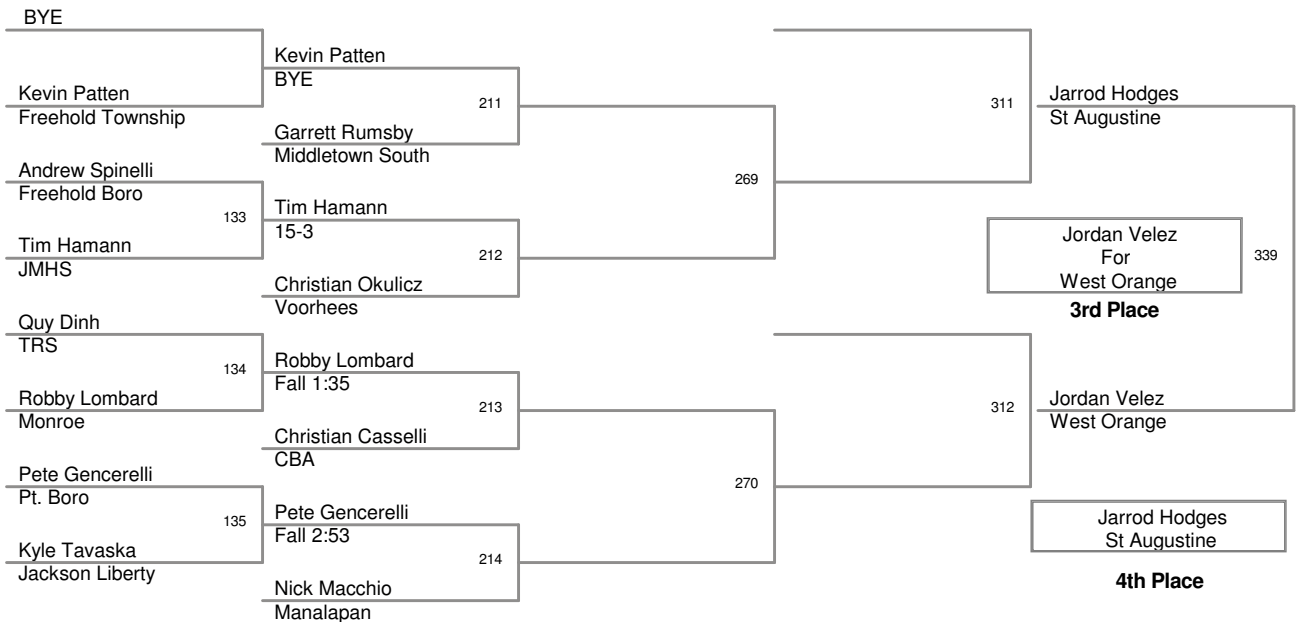 BYE
Kevin Patten
Freehold Township
Andrew Spinelli
Freehold Boro
133
Tim Hamann
JMHS
Quy Dinh
TRS
134
Robby Lombard
Monroe
Pete Gencerelli
Pt. Boro
135
Kyle Tavaska
Jackson Liberty
Kevin Patten
BYE
211
Garrett Rumsby
Middletown South
Tim Hamann
15-3
212
Christian Okulicz
Voorhees
Robby Lombard
Fall 1:35
213
Christian Casselli
CBA
Pete Gencerelli
Fall 2:53
214
Nick Macchio
Manalapan
269
270
311
312
Jarrod Hodges
St Augustine
Jordan Velez
For
West Orange
339
3rd Place
Jordan Velez
West Orange
Jarrod Hodges
St Augustine
4th Place